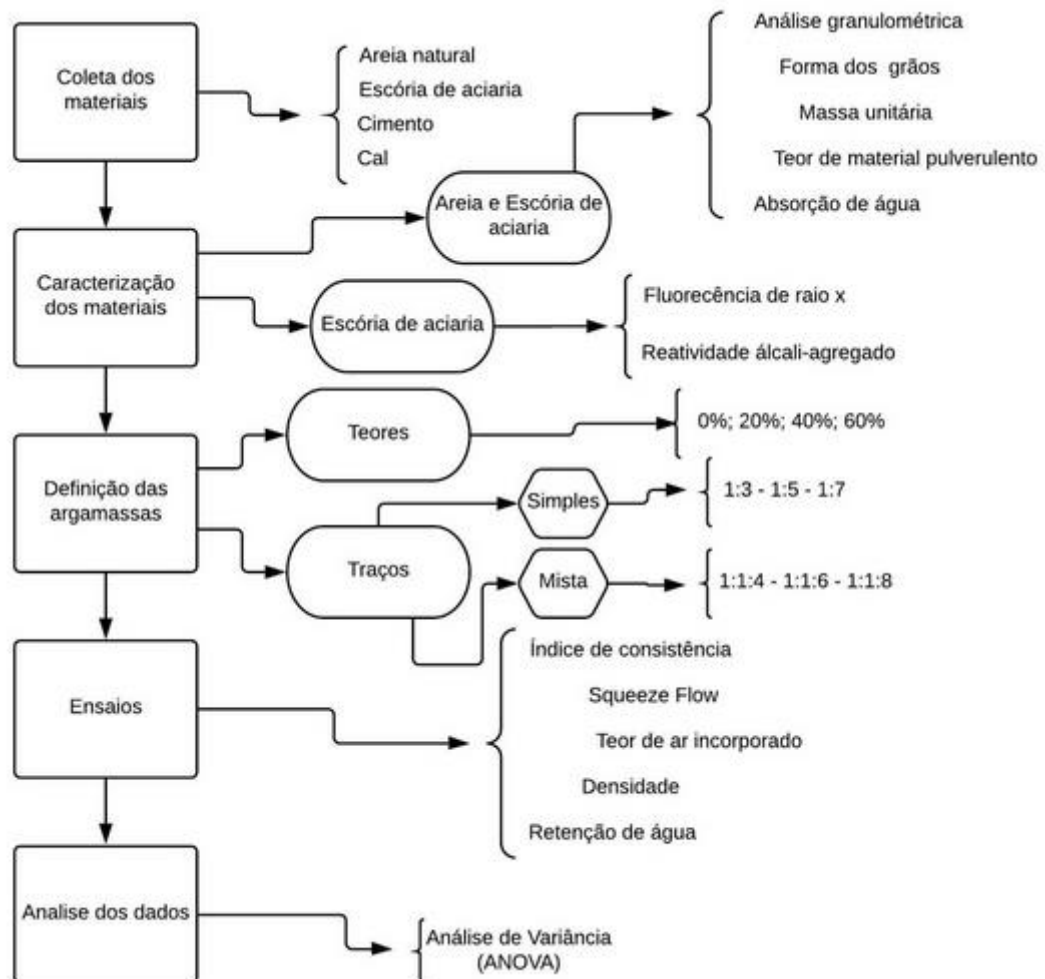 Coleta dos
materiais
Areia natural
Escória de aciaria
Cimento
Cal
Análise granulométrica
Forma dos grãos
Massa unitária
Teor de material pulverulento
Absorção de água
Areia e Escória de
aciaria
Caracterização
dos materiais
Escória de aciaria
Fluorecência de raio x
Reatividade álcali-agregado
Definição das
argamassas
Teores
0%; 20%; 40%; 60%
Traços
Simples
1:3 - 1:5 - 1:7
Mista
1:1:4 - 1:1:6 - 1:1:8
Ensaios
Índice de consistência
Squeeze Flow
Teor de ar incorporado
Densidade
Retenção de água
Analise dos dados
Análise de Variância
(ANOVA)